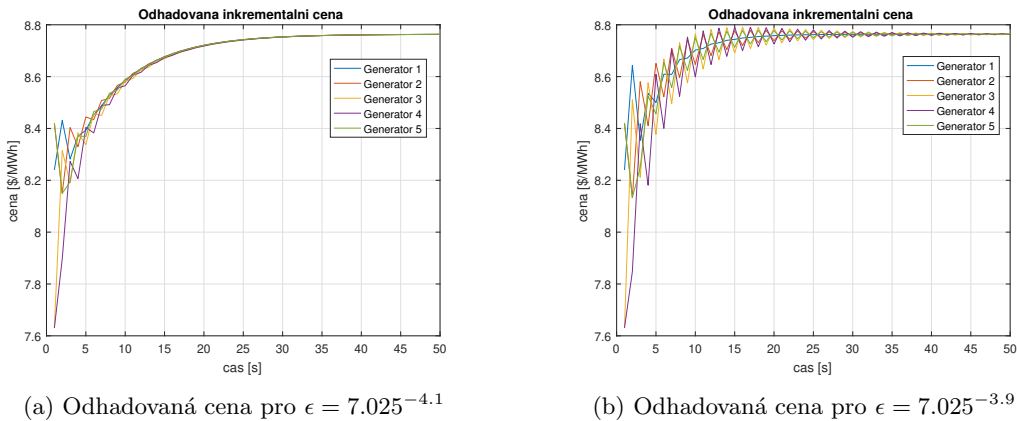 Odhadovana inkrementalni cena
8.8
8.6
8.4
8.2
8
7.8
7.6
cena [$/MWh]
0 5 10 15 20 25 30 35 40 45 50
cas [s]
Generator 1
Generator 2
Generator 3
Generator 4
Generator 5
(a) Odhadovaná cena pro ϵ = 7.025^{−4.1}
Odhadovana inkrementalni cena
8.8
8.6
8.4
8.2
8
7.8
7.6
cena [$/MWh]
0 5 10 15 20 25 30 35 40 45 50
cas [s]
Generator 1
Generator 2
Generator 3
Generator 4
Generator 5
(b) Odhadovaná cena pro ϵ = 7.025^{−3.9}